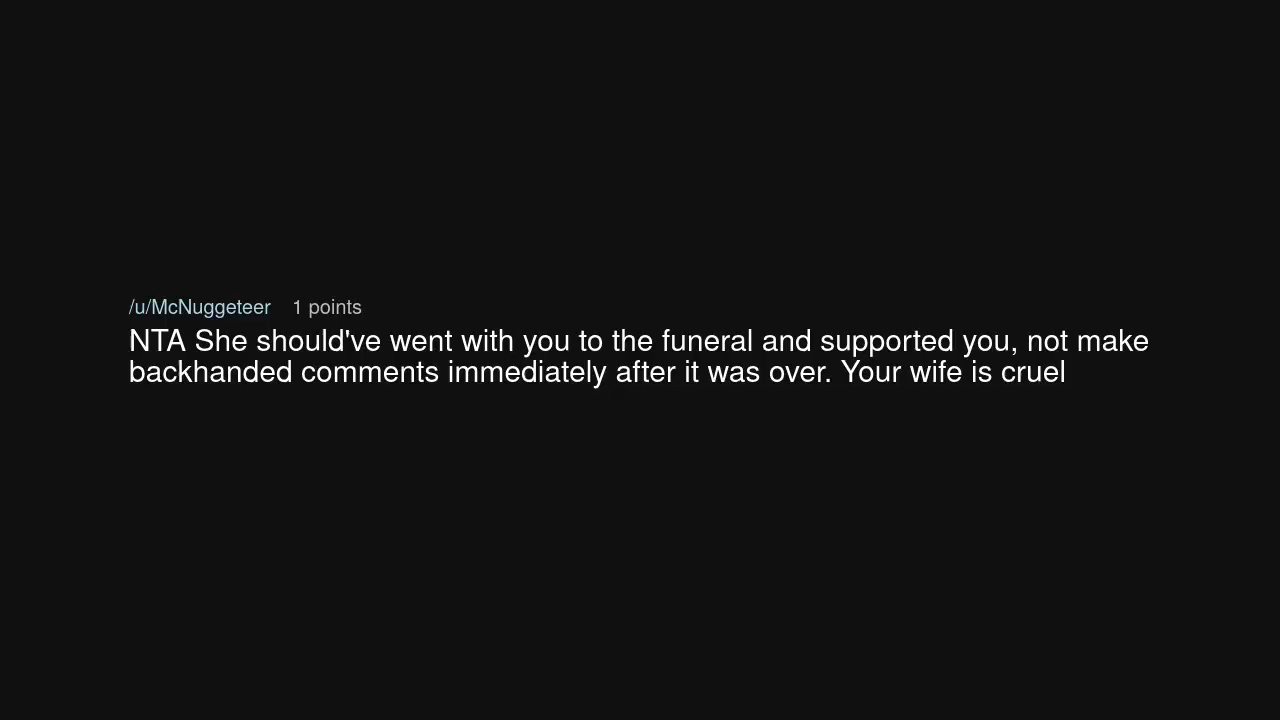 /u/McNuggeteer 1 points
NTA She should've went with you to the funeral and supported you, not make
backhanded comments immediately after it was over. Your wife is cruel